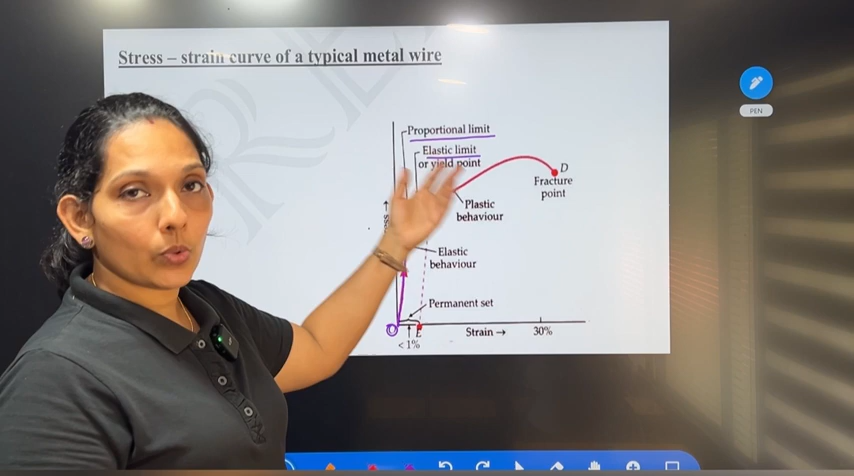 Stress – strain curve of a typical metal wire
PEN
Proportional limit
Elastic limit
or yield point
D
Fracture
point
Plastic
behaviour
Elastic
behaviour
Permanent set
O
E
Strain →
30%
<1%